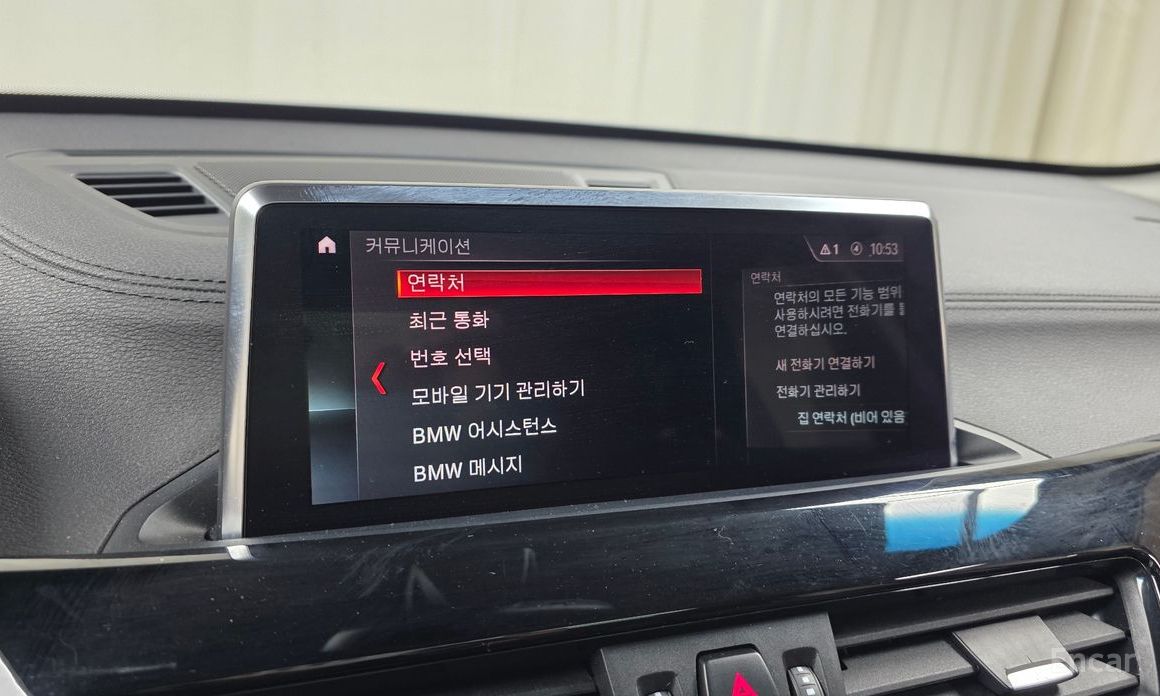 커뮤니케이션
1 4 10:53
연락처
최근 통화
번호 선택
모바일 기기 관리하기
BMW 어시스턴스
BMW 메시지
연락처
연락처의 모든 기능 범위
사용하시려면 전화기를
연결하십시오.
새 전화기 연결하기
전화기 관리하기
집 연락처 (비어 있음
Encar